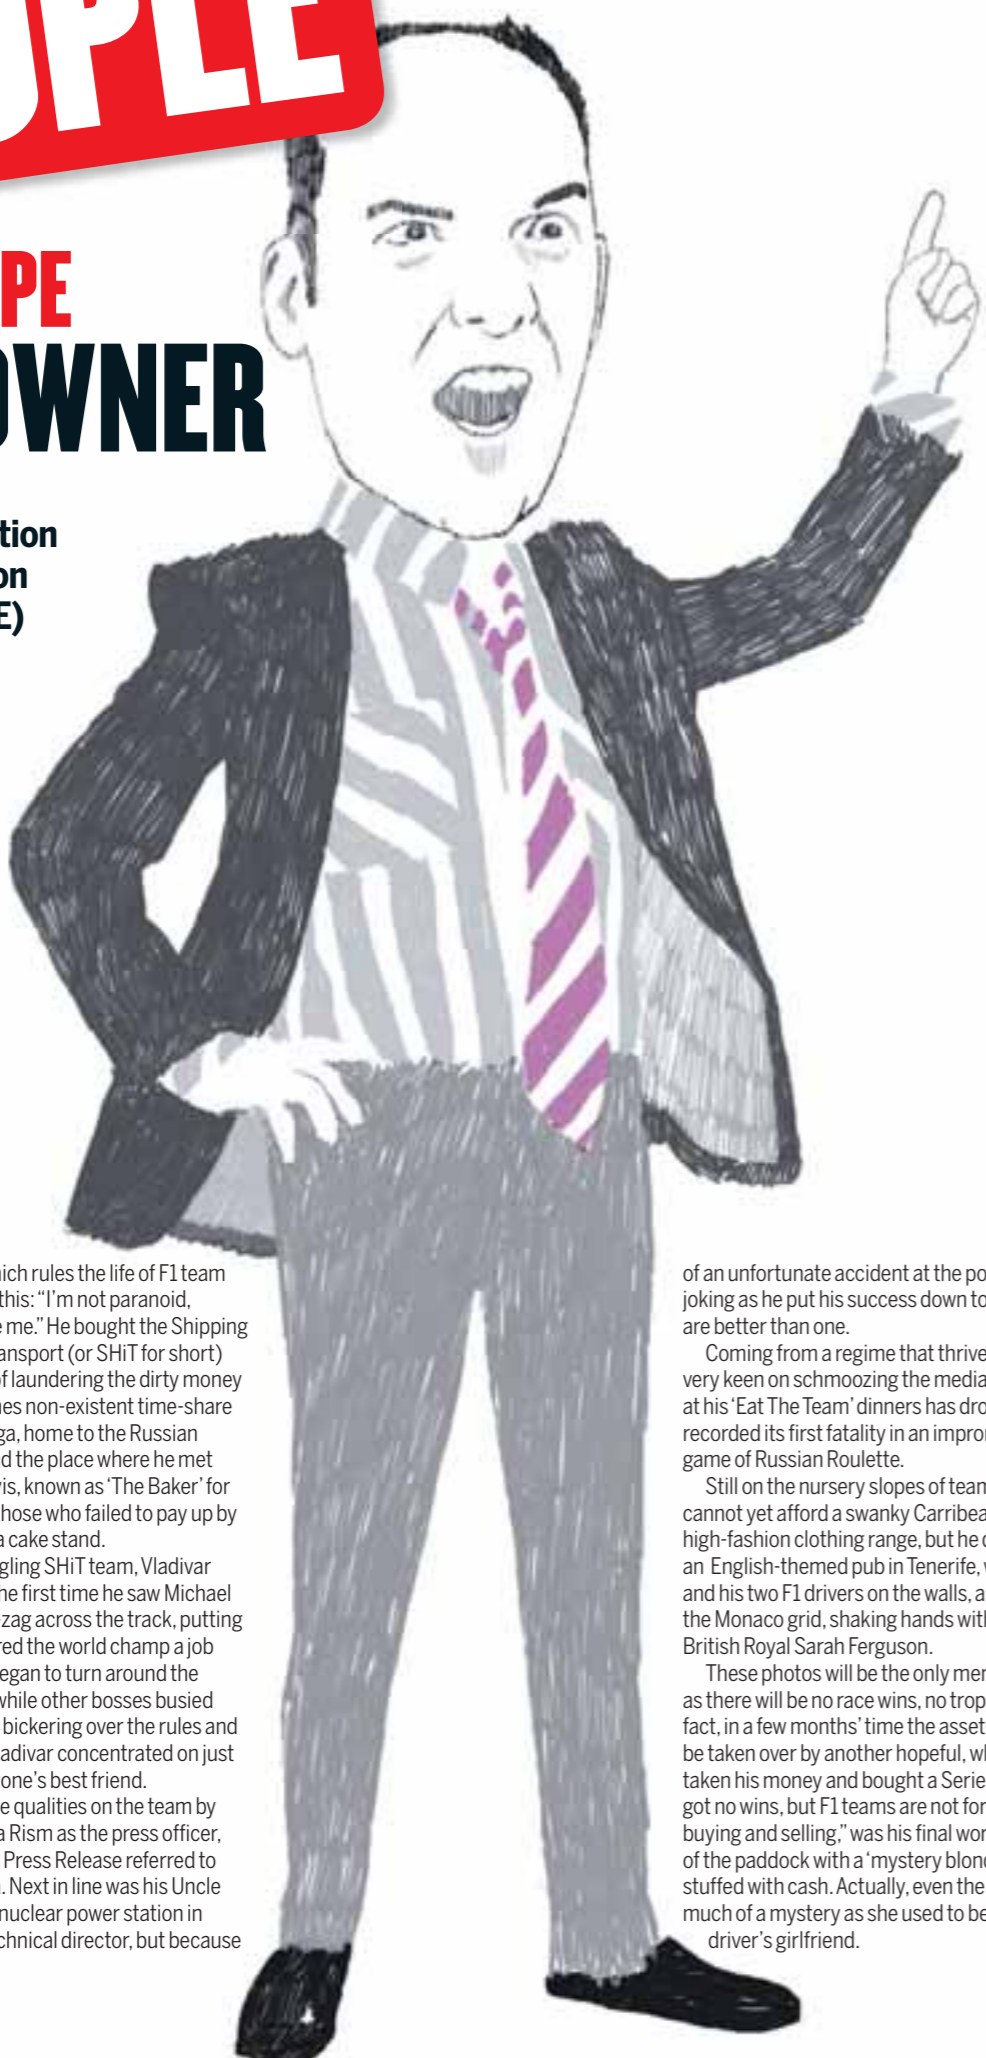 OPLE
PE
OWNER
tion
on
E)
ich rules the life of F1 team
this: “I’m not paranoid,
e me.” He bought the Shipping
ansport (or SHiT for short)
of laundering the dirty money
es non-existent time-share
ga, home to the Russian
d the place where he met
vis, known as ‘The Baker’ for
those who failed to pay up by
a cake stand.
gling SHiT team, Vladivar
he first time he saw Michael
-zag across the track, putting
red the world champ a job
egan to turn around the
while other bosses busied
bickering over the rules and
ladivar concentrated on just
one’s best friend.
e qualities on the team by
a Rism as the press officer,
Press Release referred to
. Next in line was his Uncle
nuclear power station in
chnical director, but because
of an unfortunate accident at the po
joking as he put his success down to
are better than one.
Coming from a regime that thrive
very keen on schmoozing the media
at his ‘Eat The Team’ dinners has dro
recorded its first fatality in an impror
game of Russian Roulette.
Still on the nursery slopes of team
cannot yet afford a swanky Carribea
high-fashion clothing range, but he c
an English-themed pub in Tenerife, v
and his two F1 drivers on the walls, a
the Monaco grid, shaking hands with
British Royal Sarah Ferguson.
These photos will be the only mer
as there will be no race wins, no trop
fact, in a few months’ time the asset
be taken over by another hopeful, wh
taken his money and bought a Serie
got no wins, but F1 teams are not for
buying and selling,” was his final wor
of the paddock with a ‘mystery blonc
stuffed with cash. Actually, even the
much of a mystery as she used to be
driver’s girlfriend.